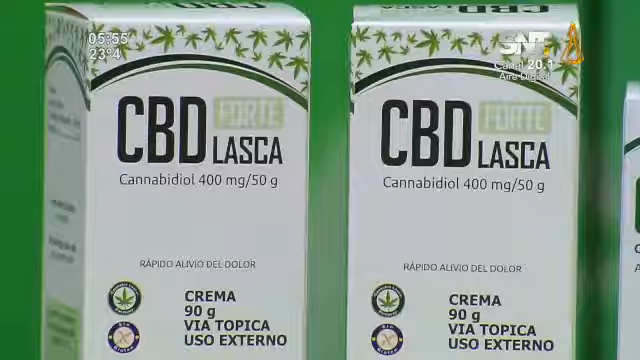 05:55
23°4
SNT
Canal 20.1
Aire Digital
CBD FORTE
LASCA
Cannabidiol 400 mg/50 g
RÁPIDO ALIVIO DEL DOLOR
CREMA
90 g
VIA TOPICA
USO EXTERNO
CBD FORTE
LASCA
Cannabidiol 400 mg/50 g
RÁPIDO ALIVIO DEL DOLOR
CREMA
90 g
VIA TOPICA
USO EXTERNO